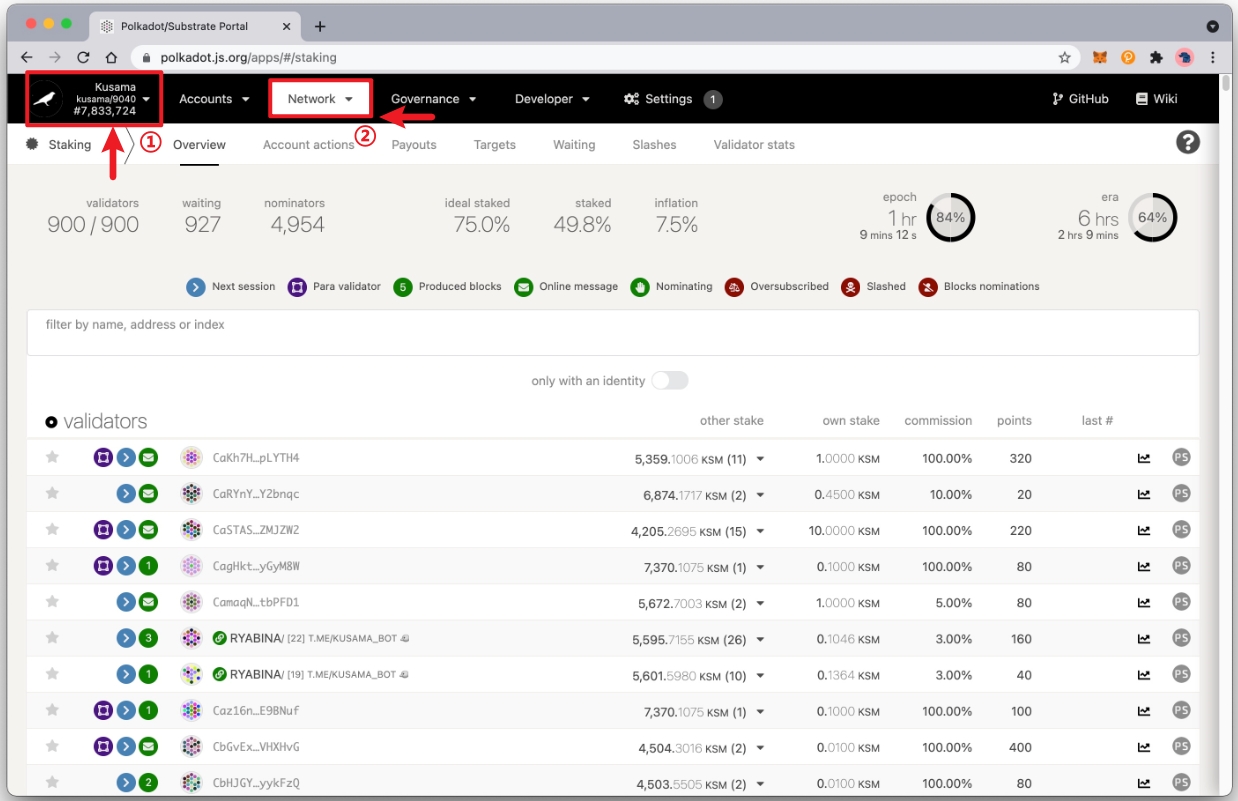 Polkadot/Substrate Portal
polkadot.js.org/apps/#/staking
Kusama
kusama/9040
#7,833,724
Accounts
Network
Governance
Developer
Settings 1
GitHub
Wiki
① ②
Staking
Overview
Account actions
Payouts
Targets
Waiting
Slashes
Validator stats
?
validators
900 / 900
waiting
927
nominators
4,954
ideal staked
75.0%
staked
49.8%
inflation
7.5%
epoch
1 hr
9 mins 12 s
84%
era
6 hrs
2 hrs 9 mins
64%
Next session
Para validator
5 Produced blocks
Online message
Nominating
Oversubscribed
Slashed
Blocks nominations
filter by name, address or index
only with an identity
validators other stake own stake commission points last #
CaKh7H…pLYTH4 5,359.1006 KSM (11) 1.0000 KSM 100.00% 320 PS
CaRYnY…Y2bnqc 6,874.1717 KSM (2) 0.4500 KSM 10.00% 20 PS
CaSTAS…ZMJZW2 4,205.2695 KSM (15) 10.0000 KSM 100.00% 220 PS
1 CagHkt…yGyM8W 7,370.1075 KSM (1) 0.1000 KSM 100.00% 80 PS
CamaqN…tbPFD1 5,672.7003 KSM (2) 1.0000 KSM 5.00% 80 PS
3 RYABINA/ [22] T.ME/KUSAMA_BOT 5,595.7155 KSM (26) 0.1046 KSM 3.00% 160 PS
1 RYABINA/ [19] T.ME/KUSAMA_BOT 5,601.5980 KSM (10) 0.1364 KSM 3.00% 40 PS
1 Caz16n…E9BNuf 7,370.1075 KSM (1) 0.1000 KSM 100.00% 100 PS
CbGvEx…VHXHvG 4,504.3016 KSM (2) 0.0100 KSM 100.00% 400 PS
2 CbHJGY…yykFzQ 4,503.5505 KSM (2) 0.0100 KSM 100.00% 80 PS